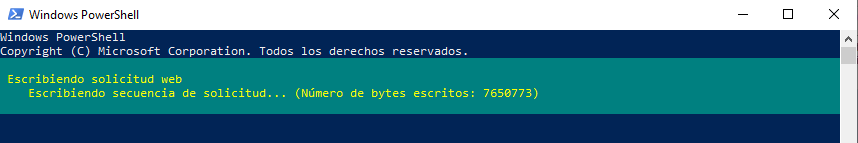 Windows PowerShell
Windows PowerShell
Copyright (C) Microsoft Corporation. Todos los derechos reservados.
Escribiendo solicitud web
Escribiendo secuencia de solicitud... (Número de bytes escritos: 7650773)